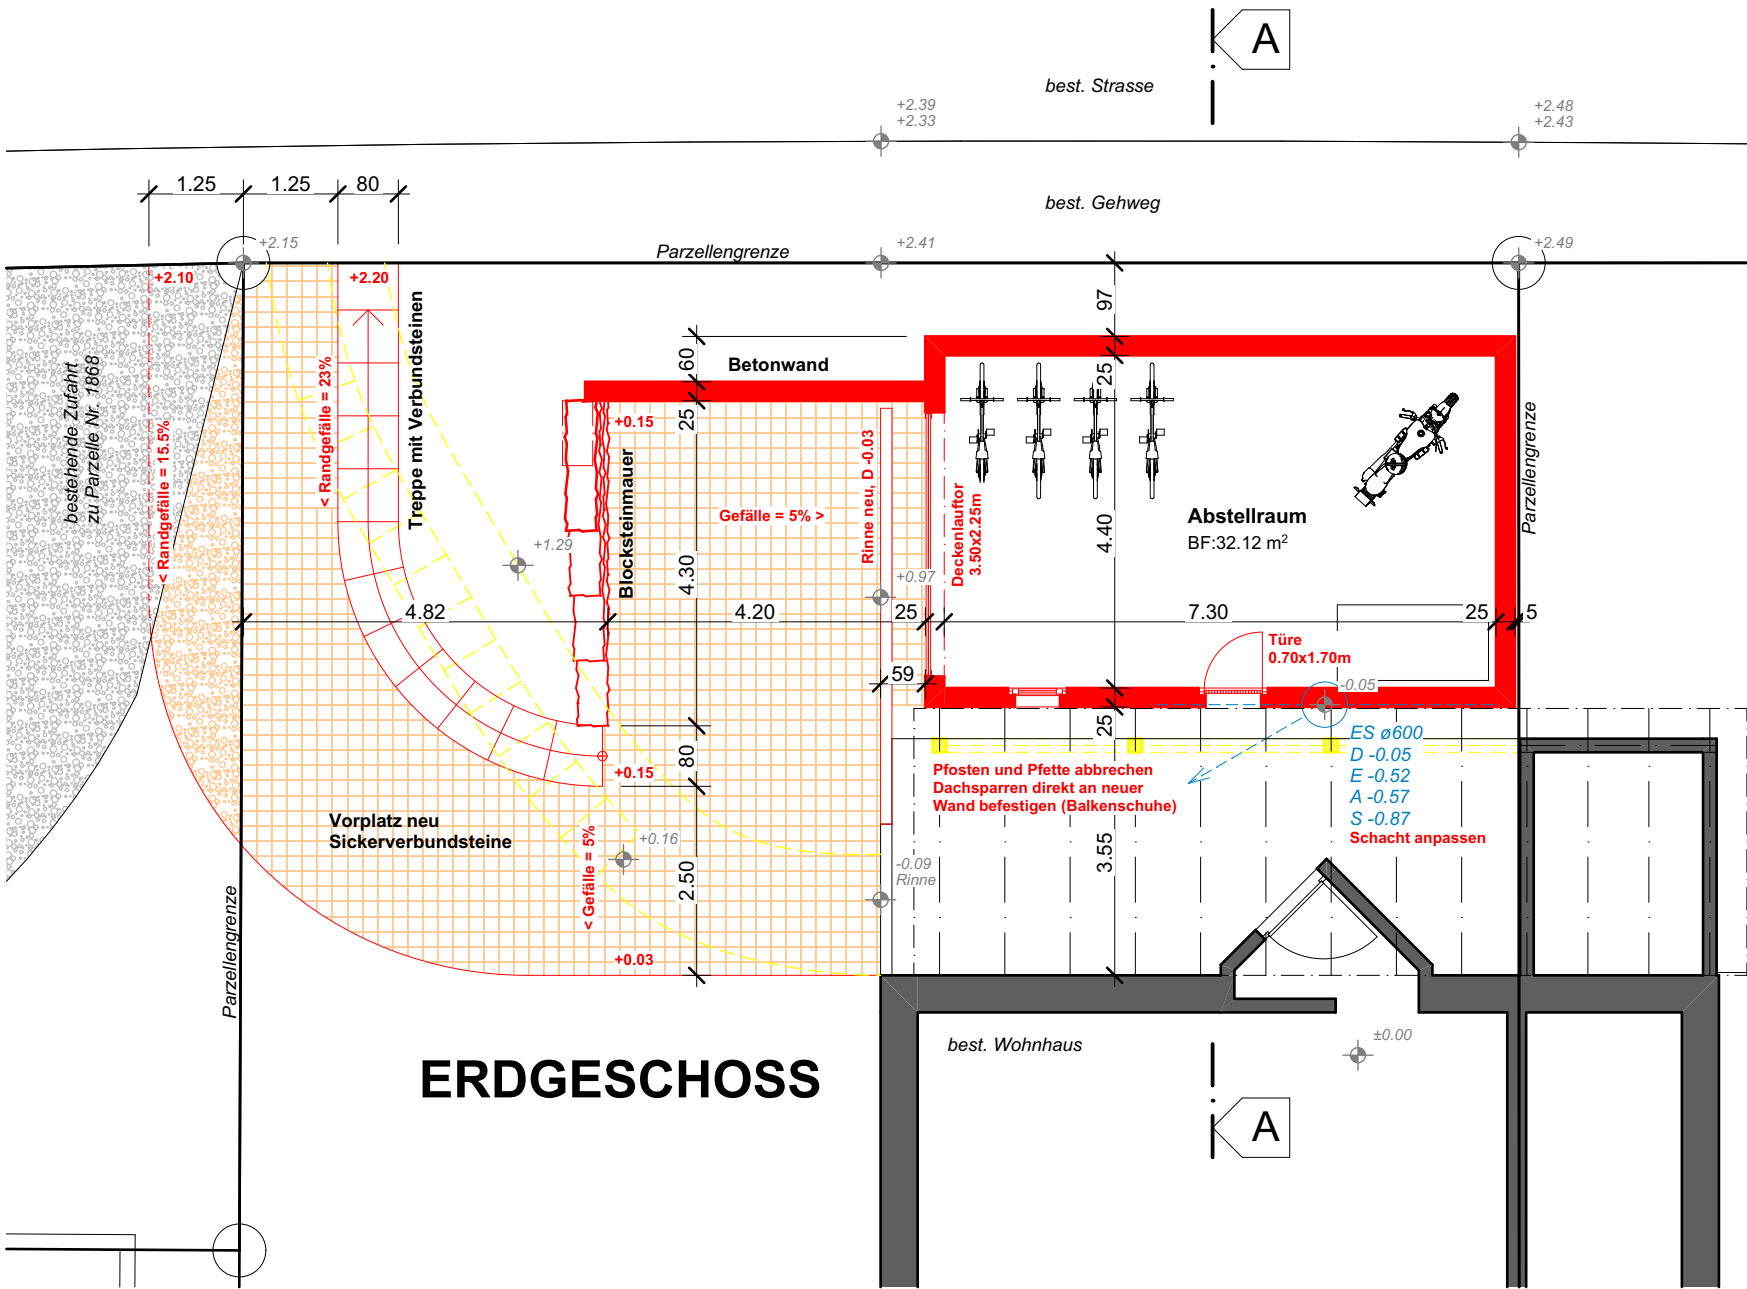 A
best. Strasse
+2.39
+2.33
+2.48
+2.43
1.25
1.25
80
best. Gehweg
+2.15
Parzellengrenze
+2.41
+2.49
+2.10
+2.20
97
bestehende Zufahrt
zu Parzelle Nr. 1868
< Randgefälle = 15.5%
< Randgefälle = 23%
Treppe mit Verbundsteinen
60
Betonwand
25
25
+0.15
Blocksteinmauer
Gefälle = 5% >
Rinne neu, D -0.03
Deckenlauftor
3.50x2.25m
Abstellraum
BF:32.12 m²
Parzellengrenze
+1.29
4.30
4.40
+0.97
4.82
4.20
25
7.30
25
5
Türe
0.70x1.70m
59
-0.05
25
80
+0.15
ES ø600
D -0.05
E -0.52
A -0.57
S -0.87
Schacht anpassen
Pfosten und Pfette abbrechen
Dachsparren direkt an neuer
Wand befestigen (Balkenschuhe)
Vorplatz neu
Sickerverbundsteine
< Gefälle = 5%
+0.16
2.50
3.55
-0.09
Rinne
+0.03
Parzellengrenze
best. Wohnhaus
±0.00
ERDGESCHOSS
A